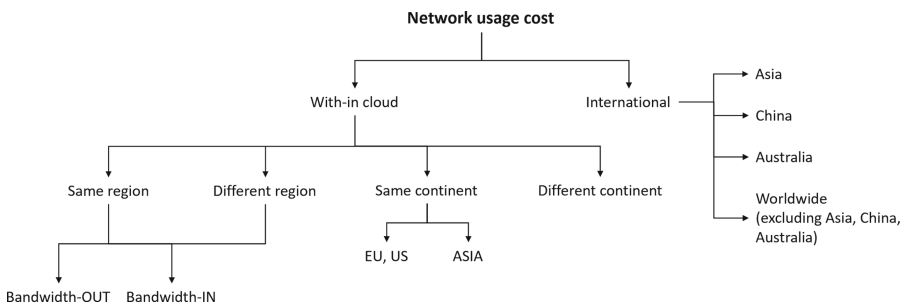 Network usage cost
With-in cloud
International
Asia
China
Australia
Worldwide
(excluding Asia, China,
Australia)
Same region
Different region
Same continent
Different continent
EU, US
ASIA
Bandwidth-OUT
Bandwidth-IN